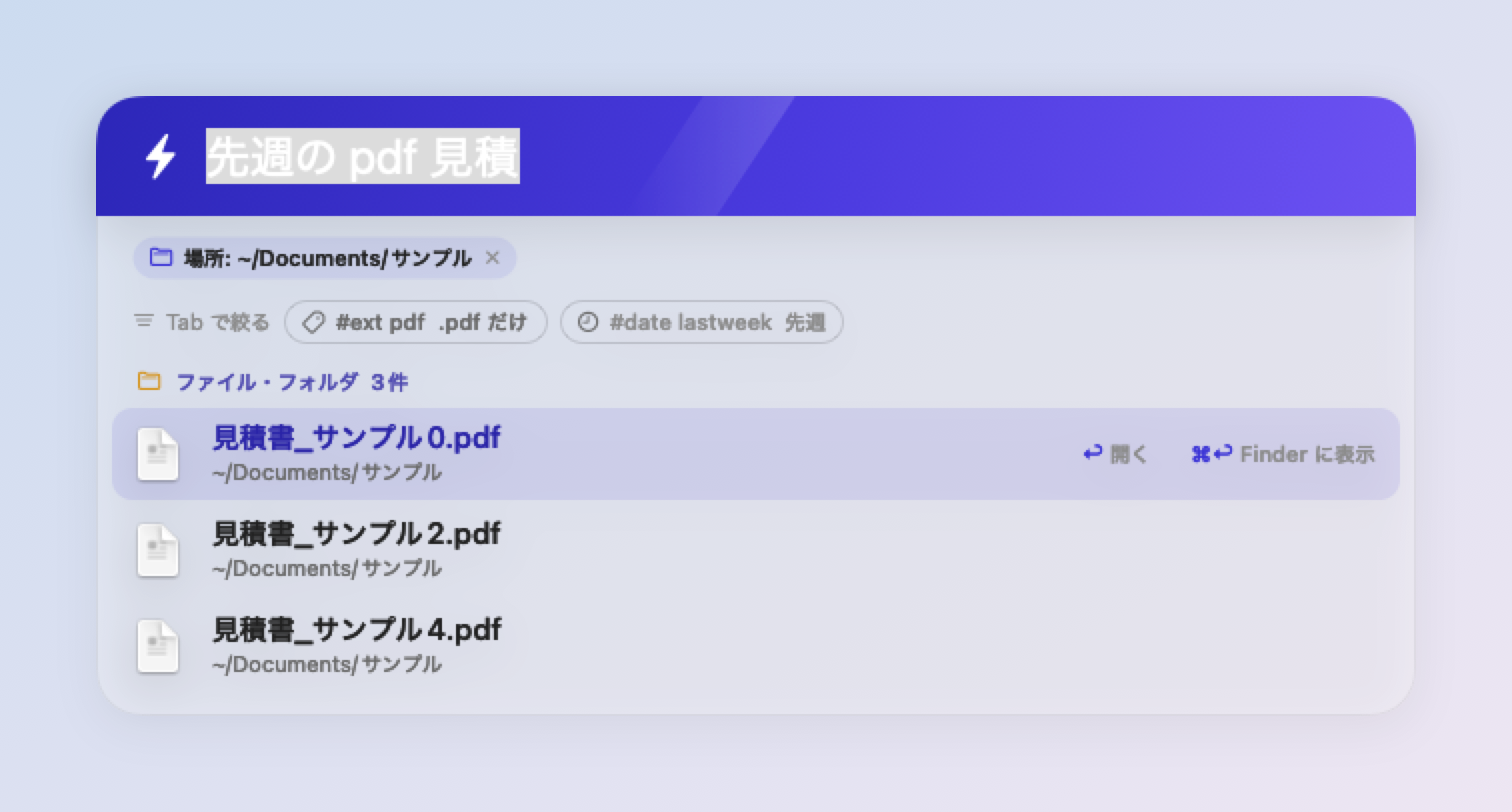 先週の pdf 見積
場所: ~/Documents/サンプル ×
Tab で絞る #ext pdf .pdf だけ #date lastweek 先週
ファイル・フォルダ 3件
見積書_サンプル0.pdf
~/Documents/サンプル
↩ 開く ⌘↩ Finder に表示
見積書_サンプル2.pdf
~/Documents/サンプル
見積書_サンプル4.pdf
~/Documents/サンプル